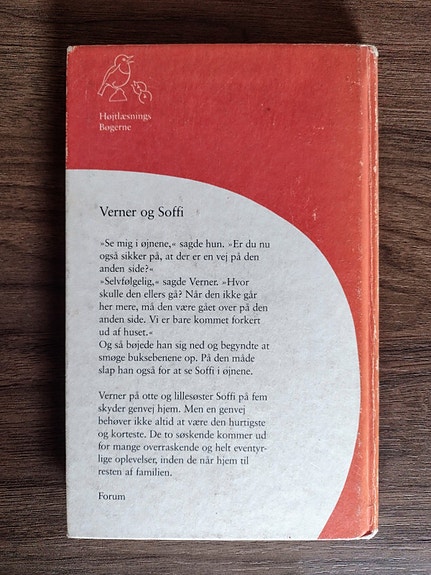 Højtlæsnings
Bøgerne
Verner og Soffi
»Se mig i øjnene,« sagde hun. »Er du nu
også sikker på, at der er en vej på den
anden side?«
»Selvfølgelig,« sagde Verner. »Hvor
skulle den ellers gå? Når den ikke går
her mere, må den være gået over på den
anden side. Vi er bare kommet forkert
ud af huset.«
Og så bøjede han sig ned og begyndte at
smøge buksebenene op. På den måde
slap han også for at se Soffi i øjnene.
Verner på otte og lillesøster Soffi på fem
skyder genvej hjem. Men en genvej
behøver ikke altid at være den hurtigste
og korteste. De to søskende kommer ud
for mange overraskende og helt eventyr-
lige oplevelser, inden de når hjem til
resten af familien.
Forum